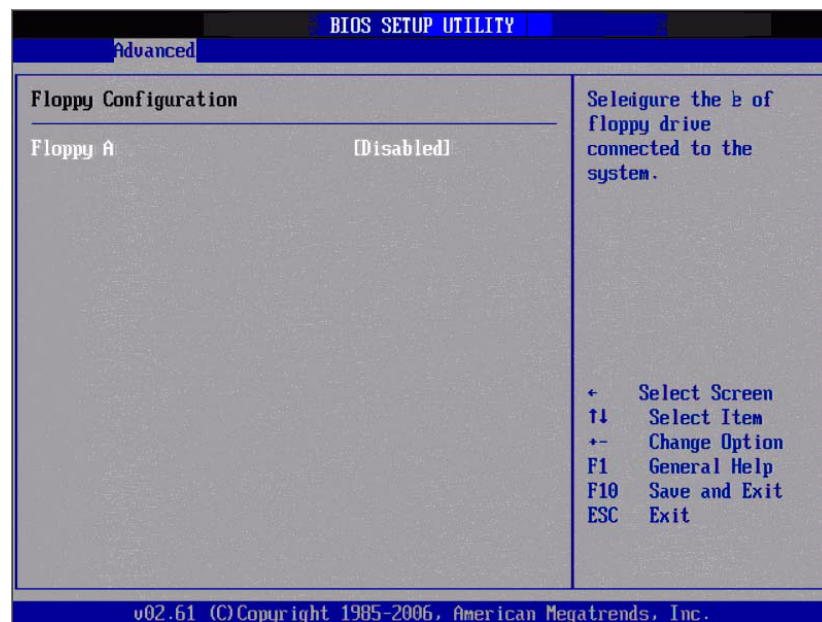 BIOS SETUP UTILITY
Advanced
Floppy Configuration
Floppy A [Disabled]
the of
floppy drive
connected to the
system.
← Select Screen
↑↓ Select Item
+- Change Option
F1 General Help
F10 Save and Exit
ESC Exit
v02.61 (C)Copyright 1985-2006, American Megatrends, Inc.